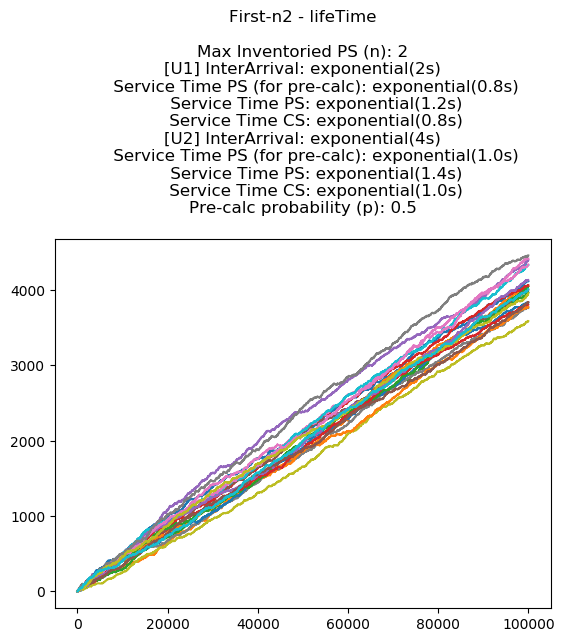 First-n2 - lifeTime
Max Inventoried PS (n): 2
[U1] InterArrival: exponential(2s)
Service Time PS (for pre-calc): exponential(0.8s)
Service Time PS: exponential(1.2s)
Service Time CS: exponential(0.8s)
[U2] InterArrival: exponential(4s)
Service Time PS (for pre-calc): exponential(1.0s)
Service Time PS: exponential(1.4s)
Service Time CS: exponential(1.0s)
Pre-calc probability (p): 0.5
4000
3000
2000
1000
0
0 20000 40000 60000 80000 100000